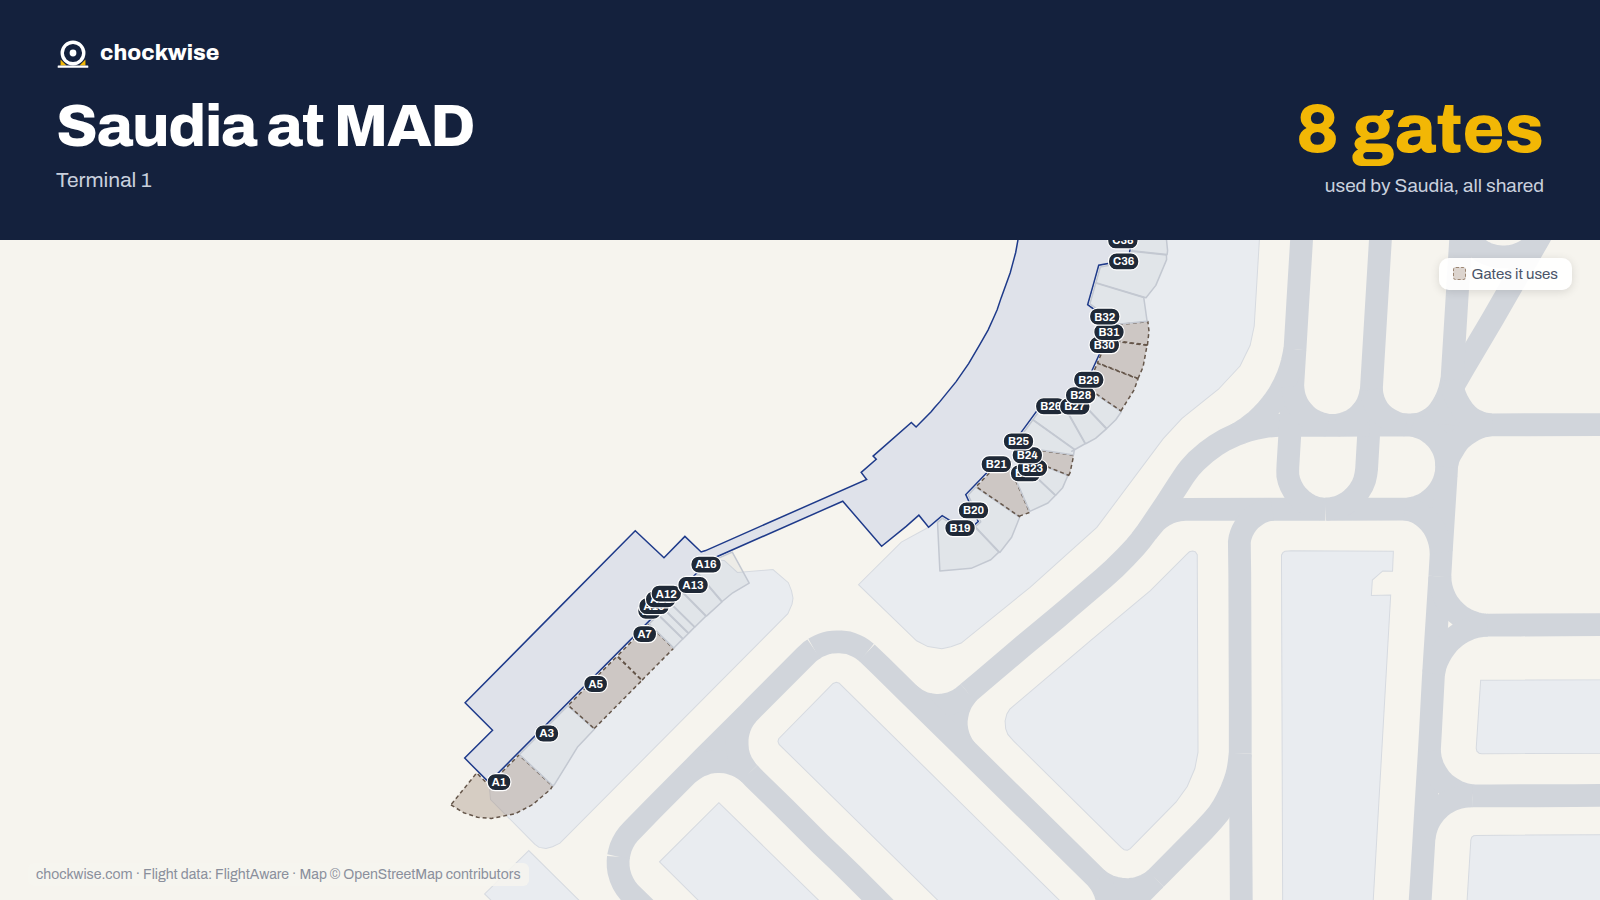 chockwise
Saudia at MAD
Terminal 1
8 gates
used by Saudia, all shared
Gates it uses
C38
C36
B32
B31
B30
B29
B28
B26
B27
B25
B24
B21
B23
B20
B19
A16
A13
A12
A7
A5
A3
A1
chockwise.com · Flight data: FlightAware · Map © OpenStreetMap contributors